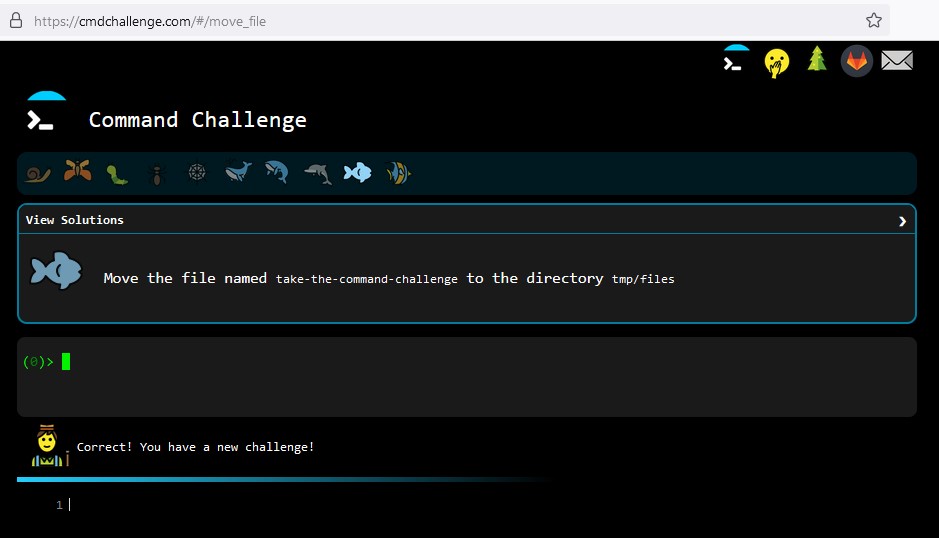 https://cmdchallenge.com/#/move_file
Command Challenge
View Solutions
Move the file named take-the-command-challenge to the directory tmp/files
(0)>
Correct! You have a new challenge!
1